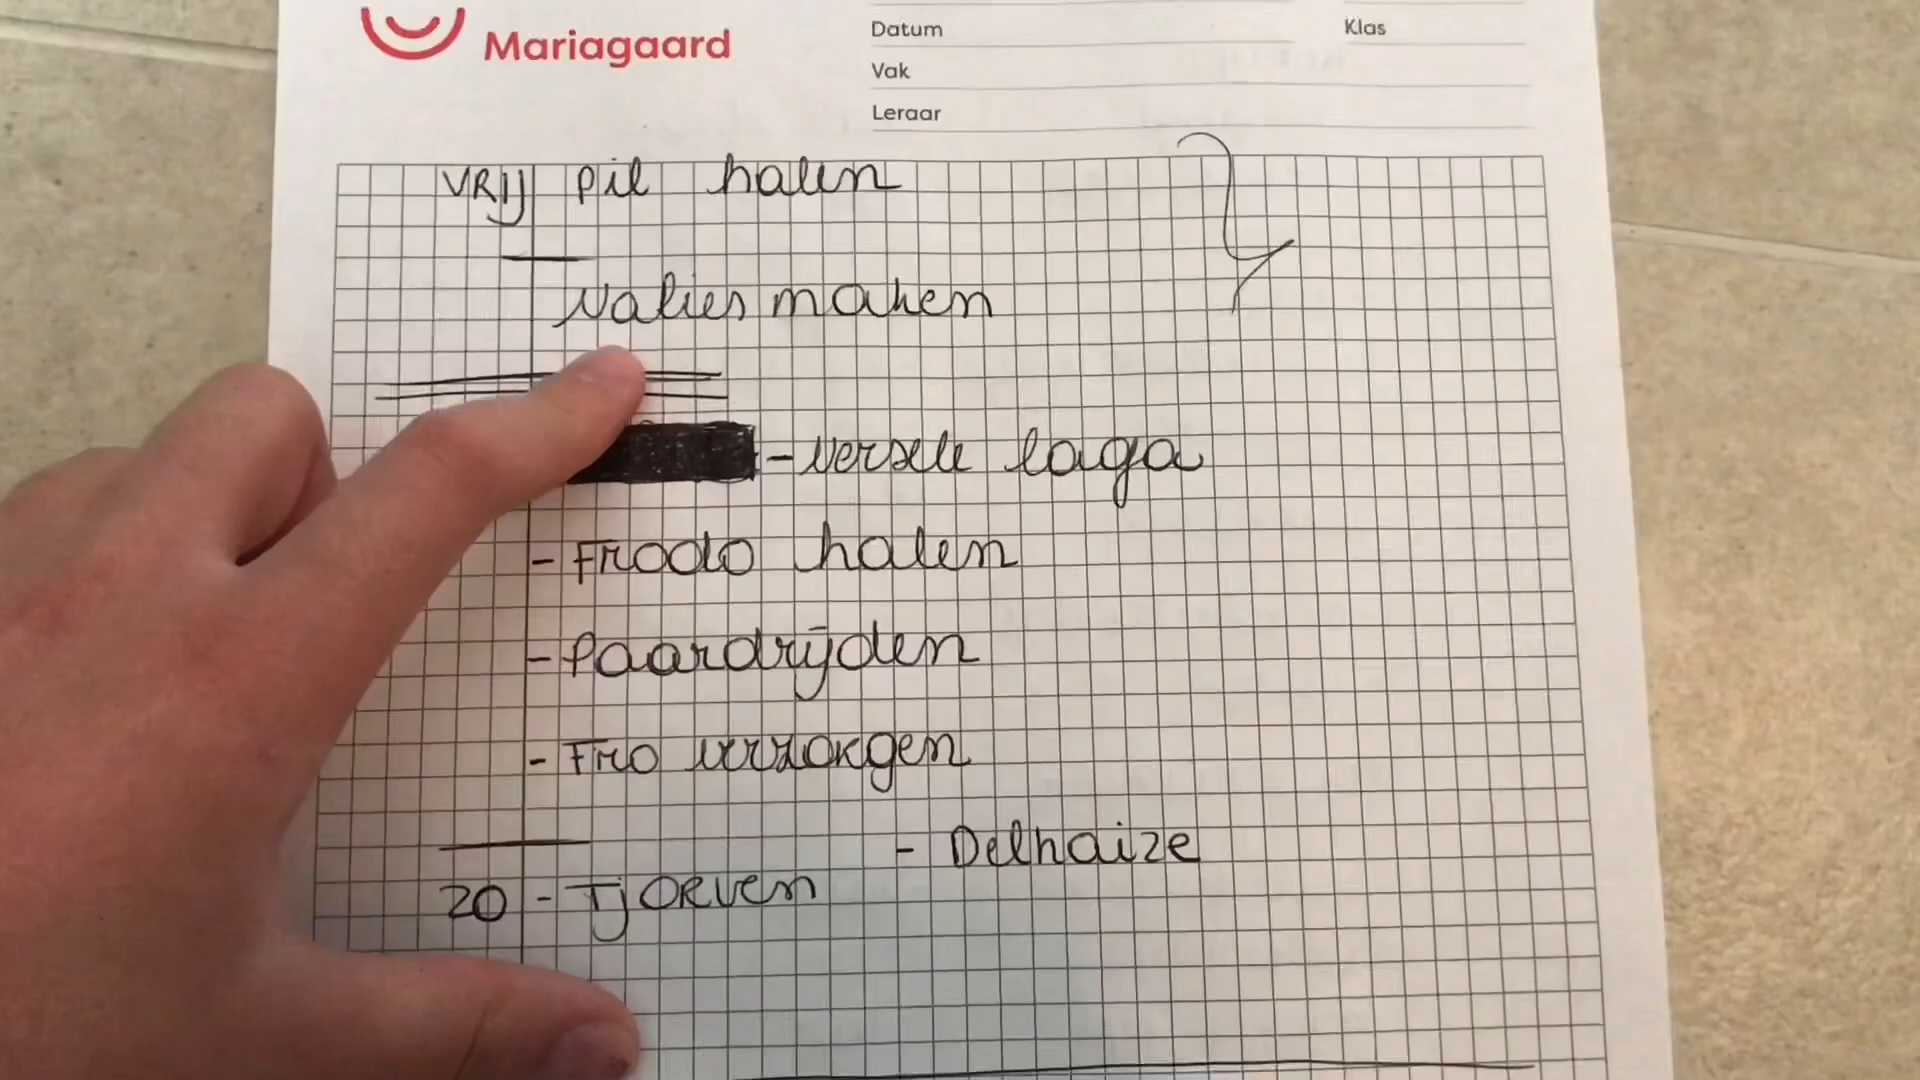 Mariagaard
Datum
Klas
Vak
Leraar
VRIJ pil halen
valies maken
- versele laga
- Frodo halen
- Paardrijden
- Fro verzorgen
- Delhaize
20 - Tjorven